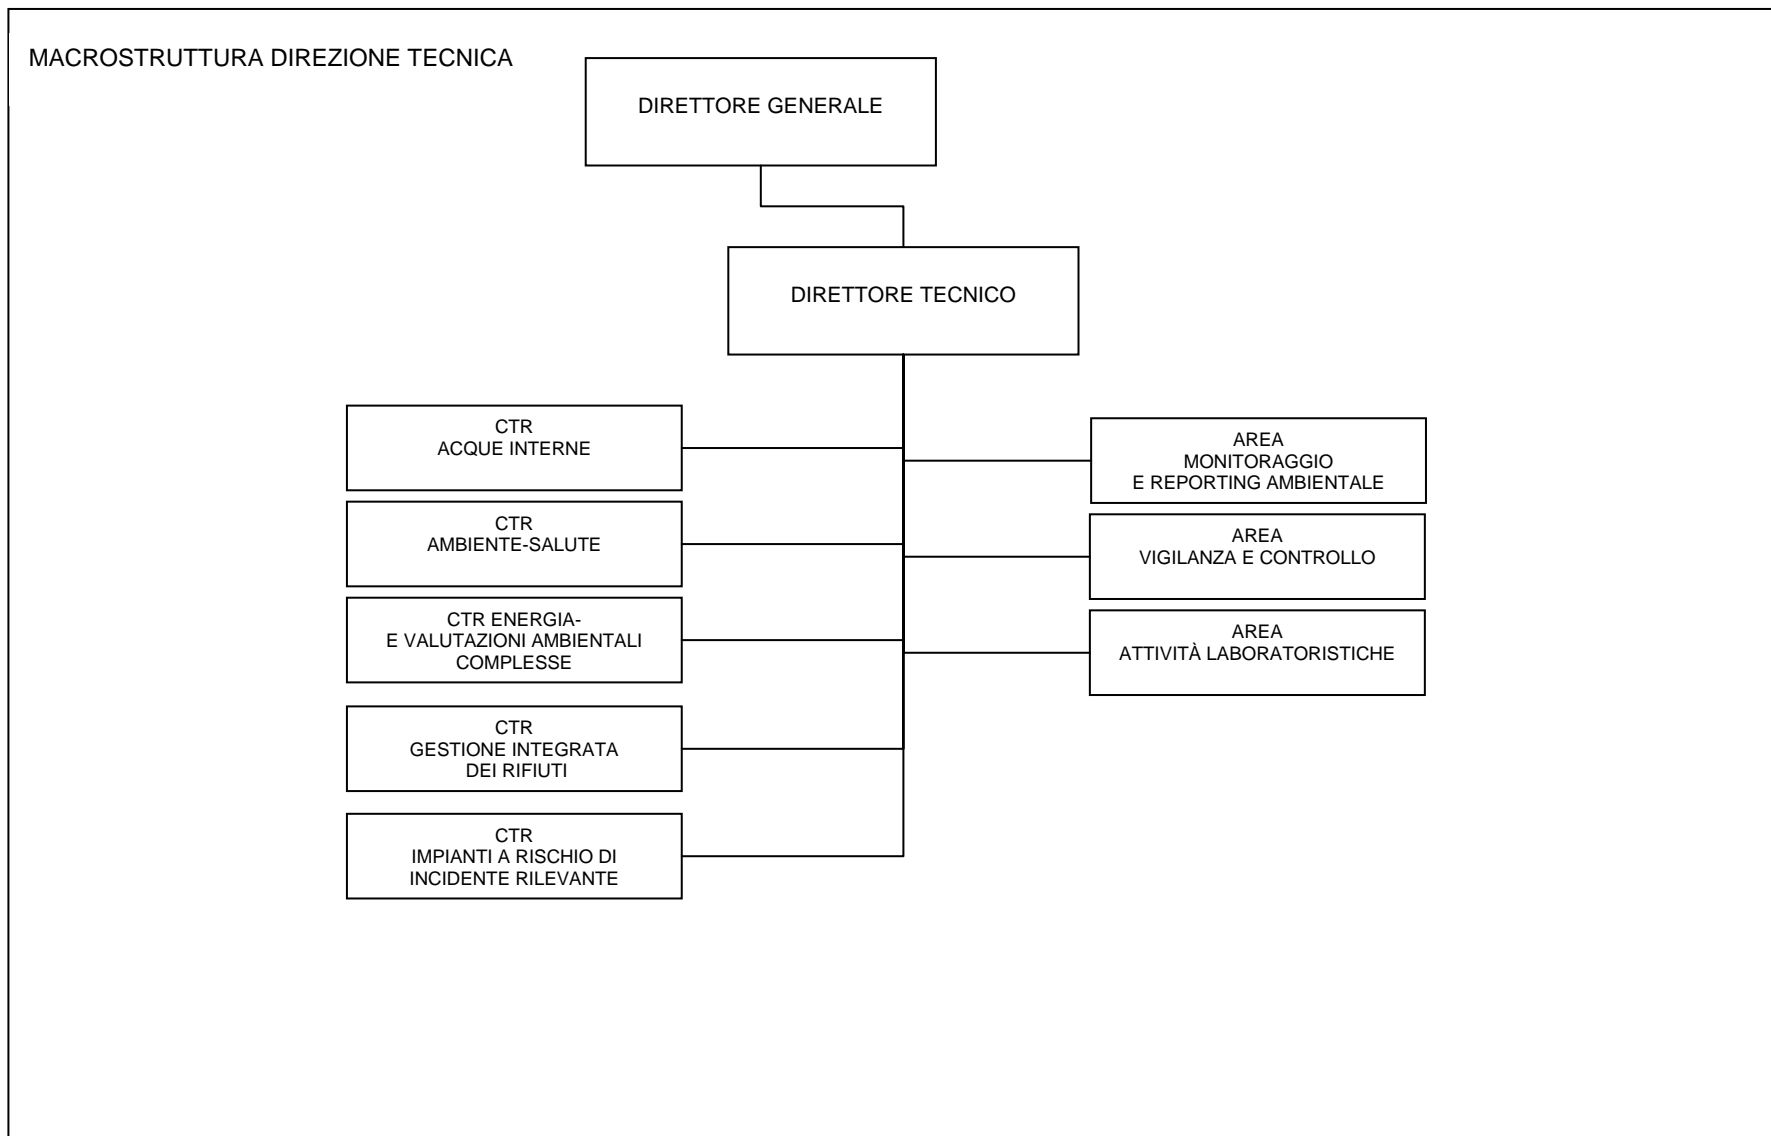 MACROSTRUTTURA DIREZIONE TECNICA
DIRETTORE GENERALE
DIRETTORE TECNICO
CTR
ACQUE INTERNE
CTR
AMBIENTE-SALUTE
CTR ENERGIA-
E VALUTAZIONI AMBIENTALI
COMPLESSE
CTR
GESTIONE INTEGRATA
DEI RIFIUTI
CTR
IMPIANTI A RISCHIO DI
INCIDENTE RILEVANTE
AREA
MONITORAGGIO
E REPORTING AMBIENTALE
AREA
VIGILANZA E CONTROLLO
AREA
ATTIVITÀ LABORATORISTICHE